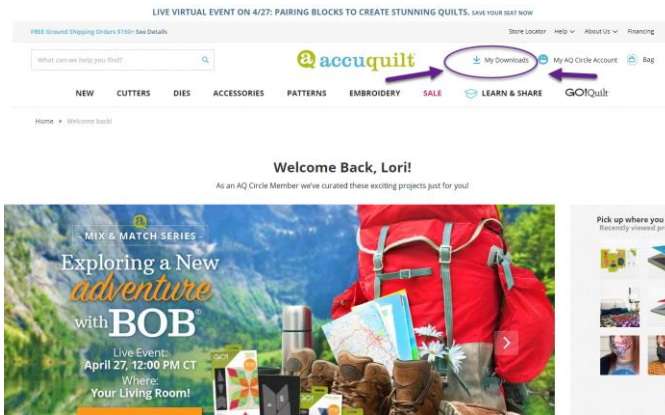 LIVE VIRTUAL EVENT ON 4/27: PAIRING BLOCKS TO CREATE STUNNING QUILTS. SAVE YOUR SEAT NOW
FREE Ground Shipping Orders $150+ See Details
Store Locator Help About Us Financing
What can we help you find?
a accuquilt
My Downloads
My AQ Circle Account
Bag
NEW CUTTERS DIES ACCESSORIES PATTERNS EMBROIDERY SALE LEARN & SHARE GO!Quilt
Home » Welcome back!
Welcome Back, Lori!
As an AQ Circle Member we've curated these exciting projects just for you!
a
MIX & MATCH SERIES
Exploring a New
adventure
with BOB®
Live Event:
April 27, 12:00 PM CT
Where:
Your Living Room!
GO!
GO!
Pick up where you
Recently viewed pr